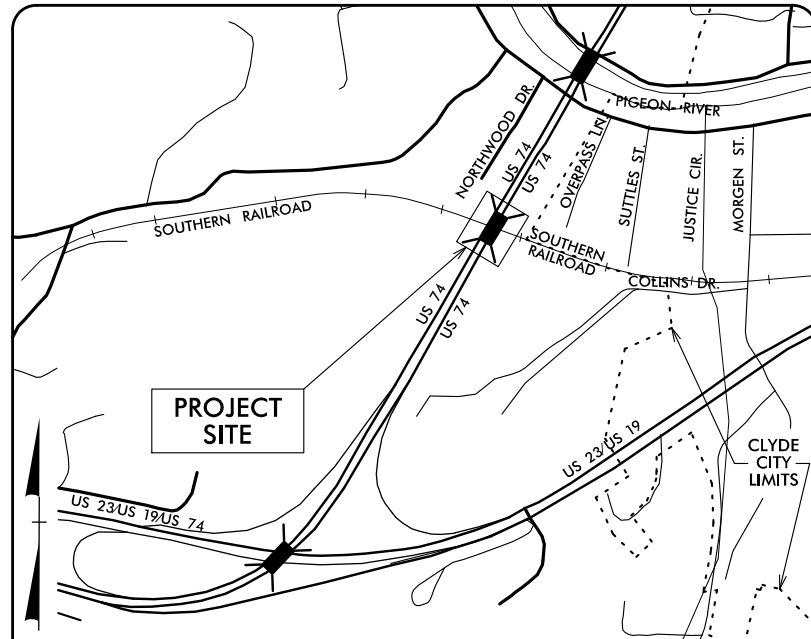 PIGEON RIVER
NORTHWOOD DR.
US 74
US 74
OVERPASS LN.
SUTTLES ST.
JUSTICE CIR.
MORGEN ST.
SOUTHERN RAILROAD
SOUTHERN
RAILROAD
COLLINS DR.
US 74
US 74
PROJECT
SITE
US 23/US 19
CLYDE
CITY
LIMITS
US 23/US 19/US 74